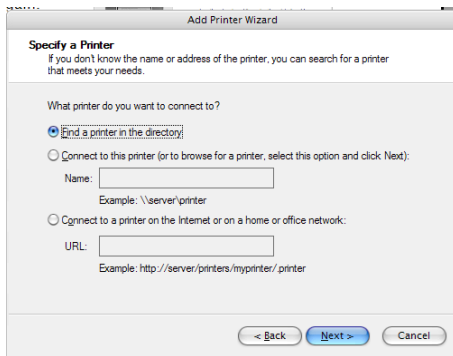 Add Printer Wizard
Specify a Printer
If you don't know the name or address of the printer, you can search for a printer
that meets your needs.
What printer do you want to connect to?
Find a printer in the directory
Connect to this printer (or to browse for a printer, select this option and click Next):
Name:
Example: \\server\printer
Connect to a printer on the Internet or on a home or office network:
URL:
Example: http://server/printers/myprinter/.printer
< Back Next > Cancel